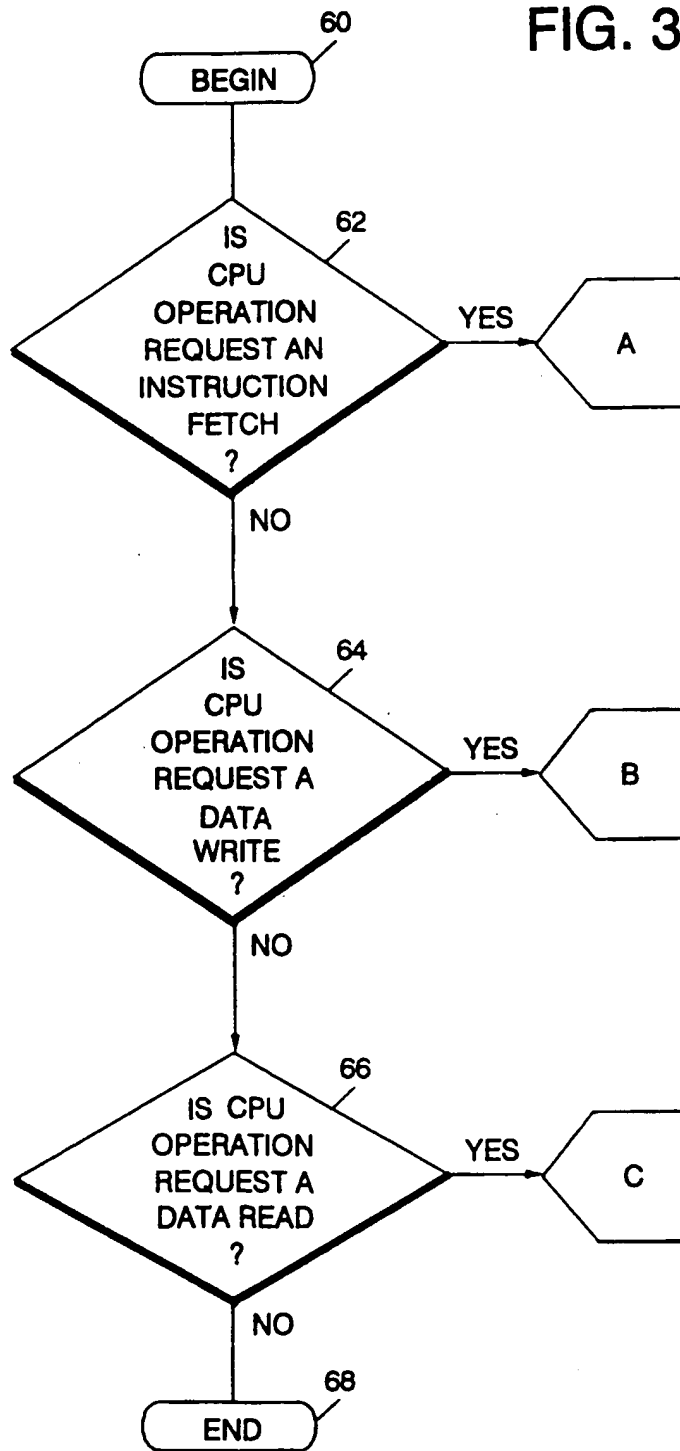 FIG. 3
60
BEGIN
62
IS
CPU
OPERATION
REQUEST AN
INSTRUCTION
FETCH
?
YES
A
NO
64
IS
CPU
OPERATION
REQUEST A
DATA
WRITE
?
YES
B
NO
66
IS CPU
OPERATION
REQUEST A
DATA READ
?
YES
C
NO
68
END